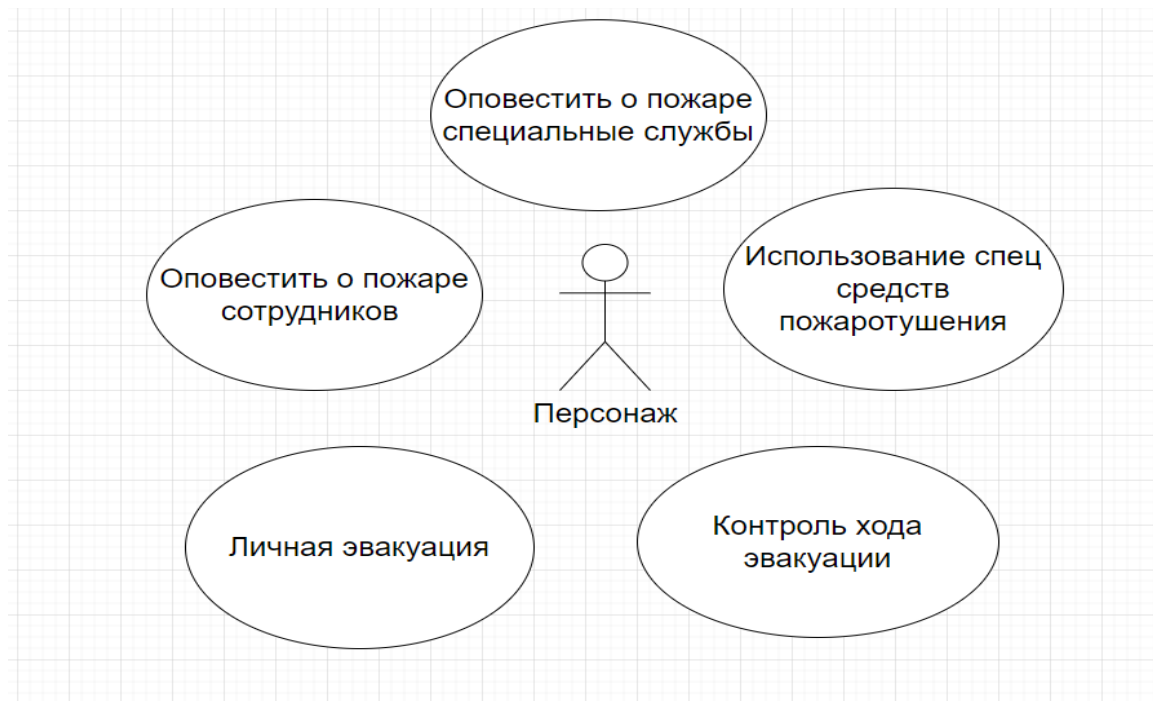 Оповестить о пожаре
специальные службы
Оповестить о пожаре
сотрудников
Использование спец
средств
пожаротушения
Персонаж
Личная эвакуация
Контроль хода
эвакуации